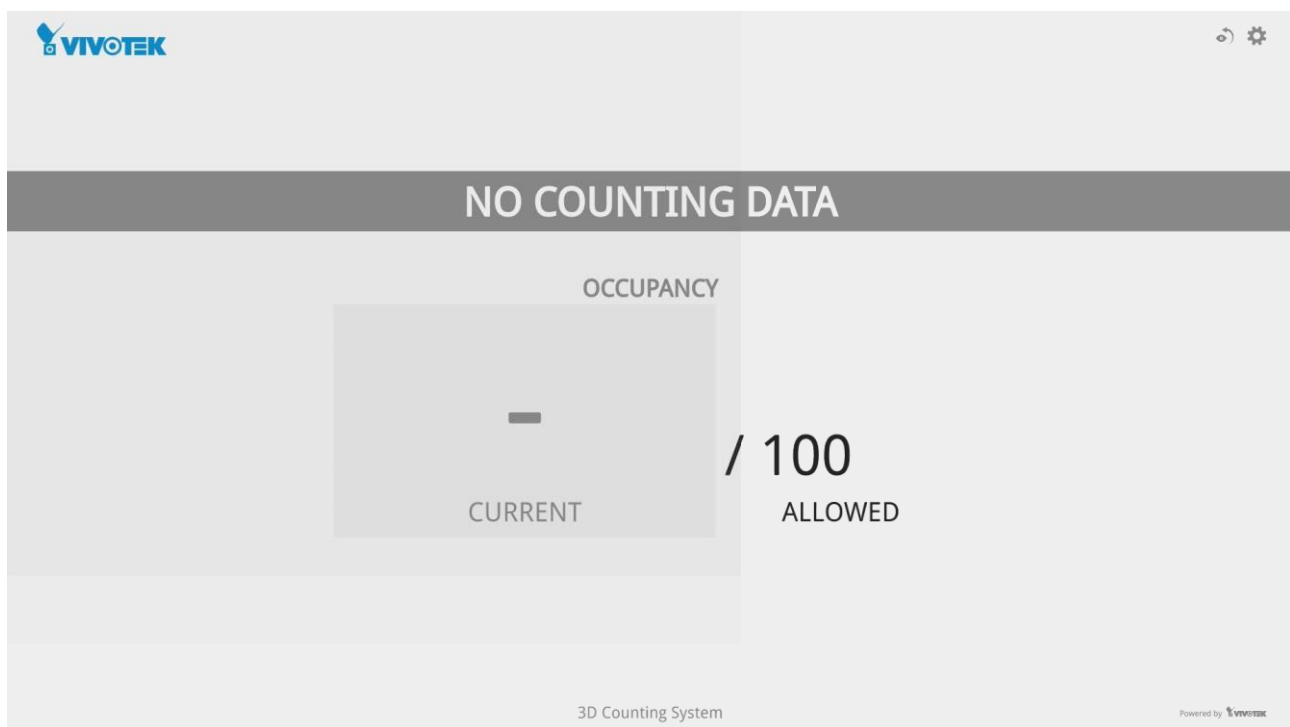 VIVOTEK
NO COUNTING DATA
OCCUPANCY
-
/ 100
CURRENT
ALLOWED
3D Counting System
Powered by VIVOTEK